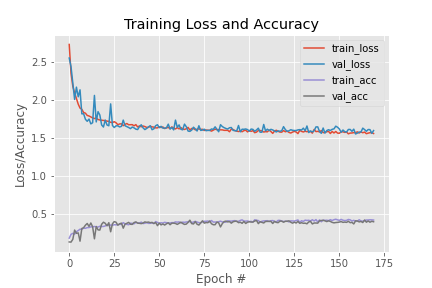 Training Loss and Accuracy
train_loss
val_loss
train_acc
val_acc
Loss/Accuracy
2.5
2.0
1.5
1.0
0.5
0 25 50 75 100 125 150 175
Epoch #